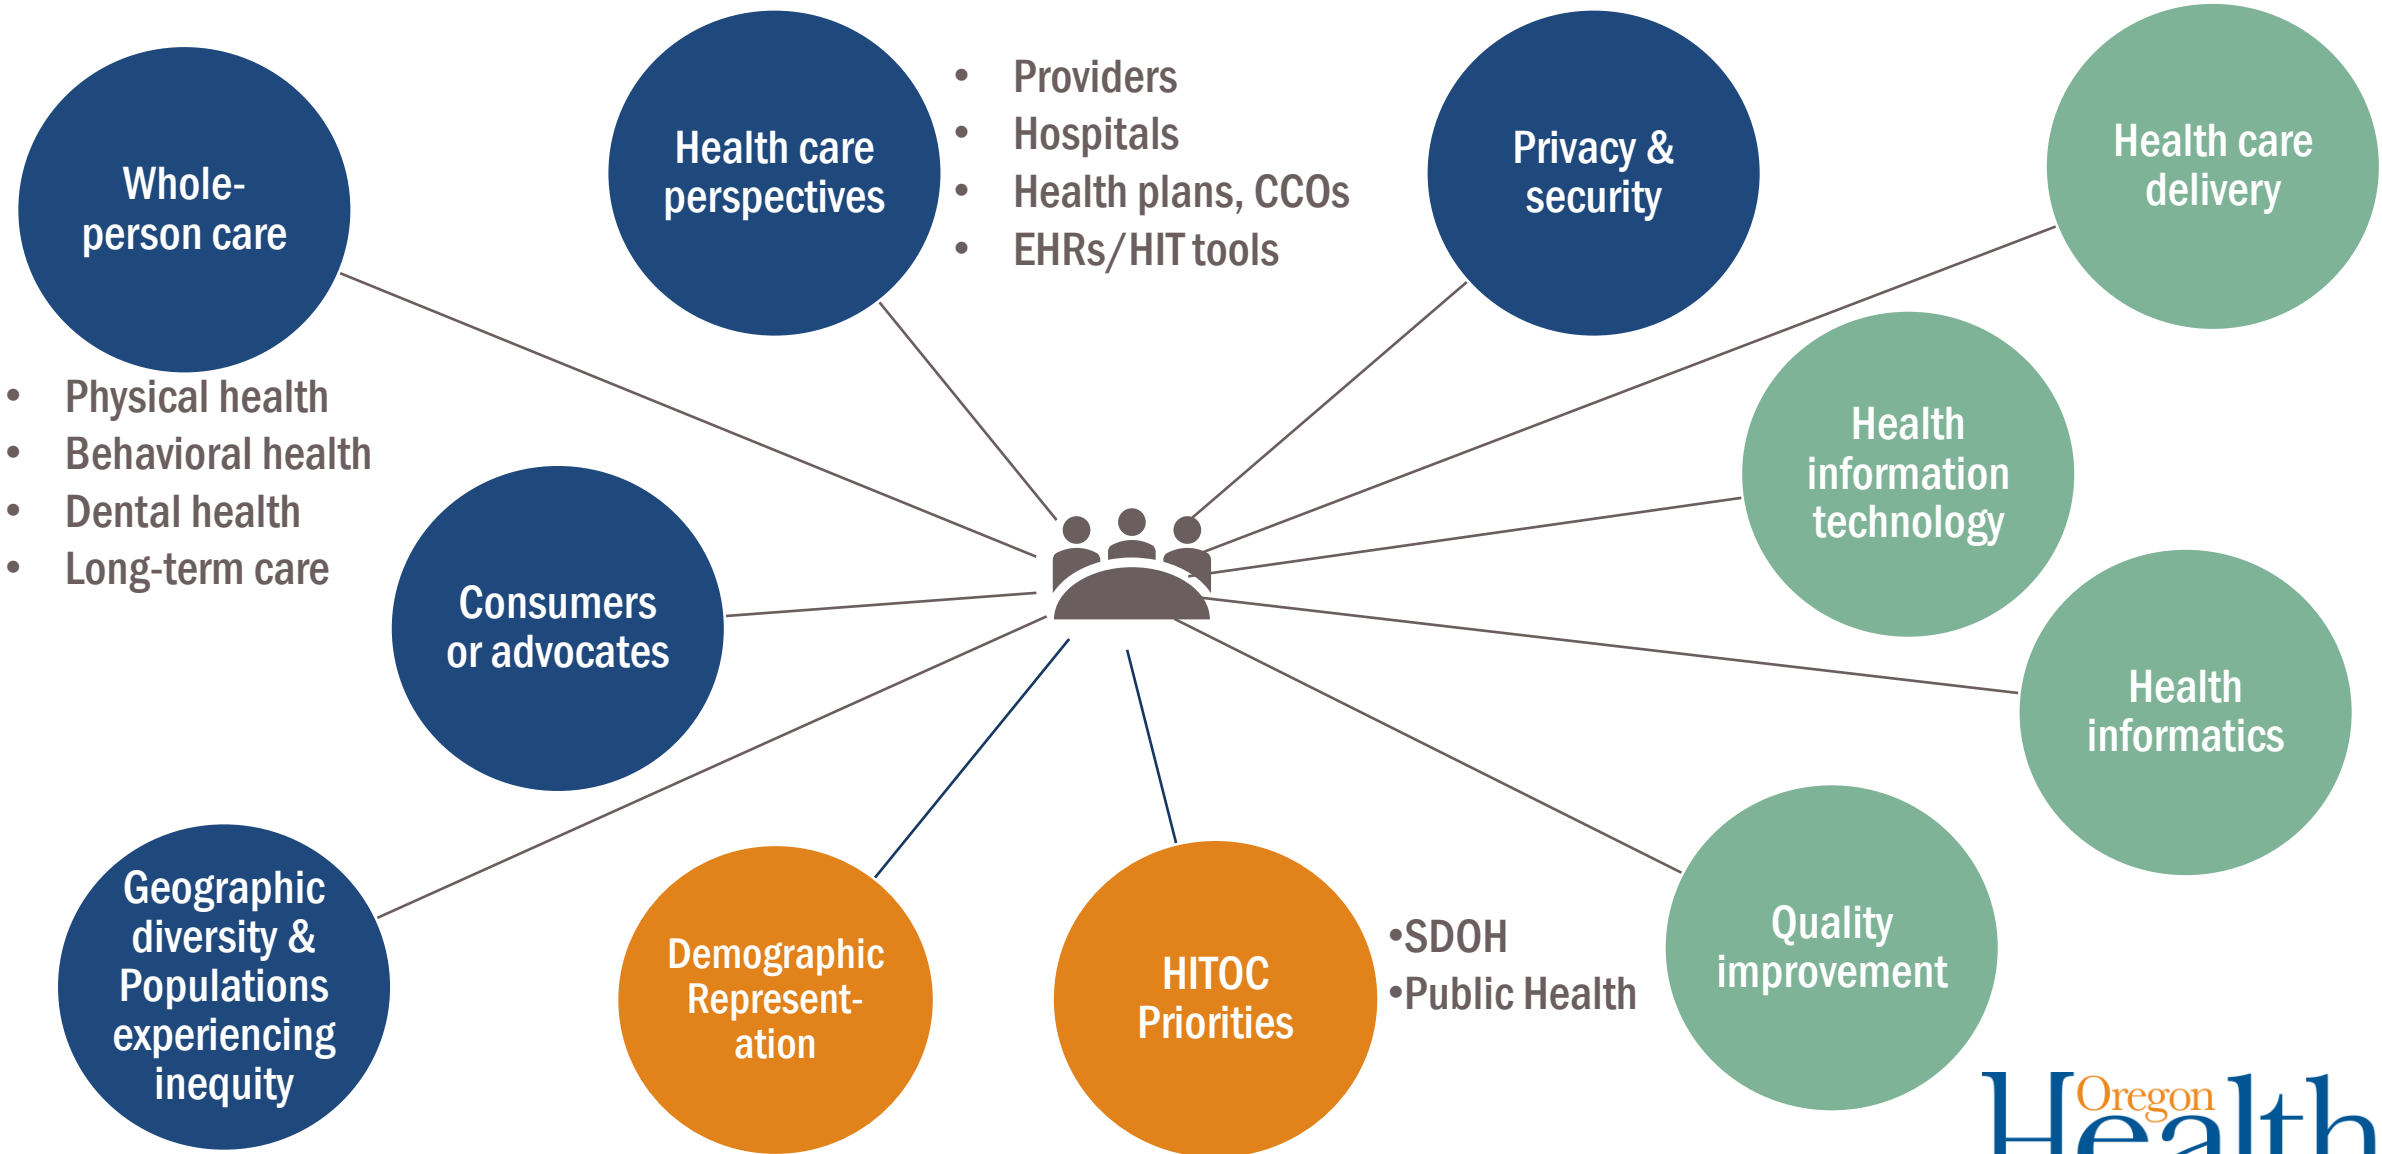 Whole-
person care
• Physical health
• Behavioral health
• Dental health
• Long-term care
Health care
perspectives
• Providers
• Hospitals
• Health plans, CCOs
• EHRs/HIT tools
Privacy &
security
Health care
delivery
Health
information
technology
Health
informatics
Quality
improvement
Consumers
or advocates
Geographic
diversity &
Populations
experiencing
inequity
Demographic
Represent-
ation
HITOC
Priorities
•SDOH
•Public Health
Oregon
Health